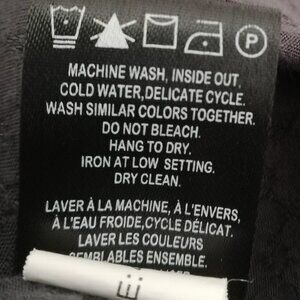 P
MACHINE WASH, INSIDE OUT,
COLD WATER,DELICATE CYCLE.
WASH SIMILAR COLORS TOGETHER.
DO NOT BLEACH.
HANG TO DRY.
IRON AT LOW SETTING.
DRY CLEAN.
LAVER À LA MACHINE, À L'ENVERS,
À L'EAU FROIDE,CYCLE DÉLICAT.
LAVER LES COULEURS
SEMBLABLES ENSEMBLE.